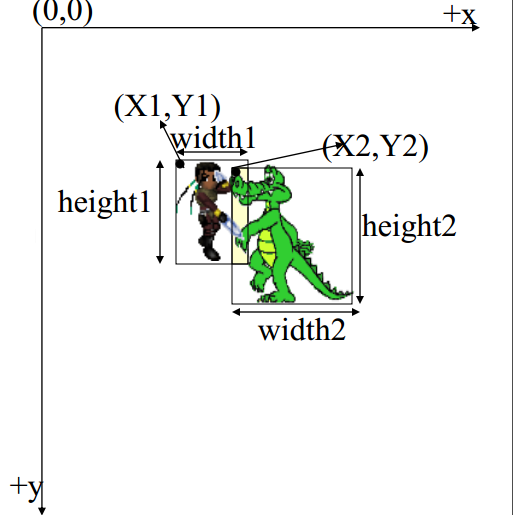 (0,0)
+x
(X1,Y1)
width1
(X2,Y2)
height1
height2
width2
+y